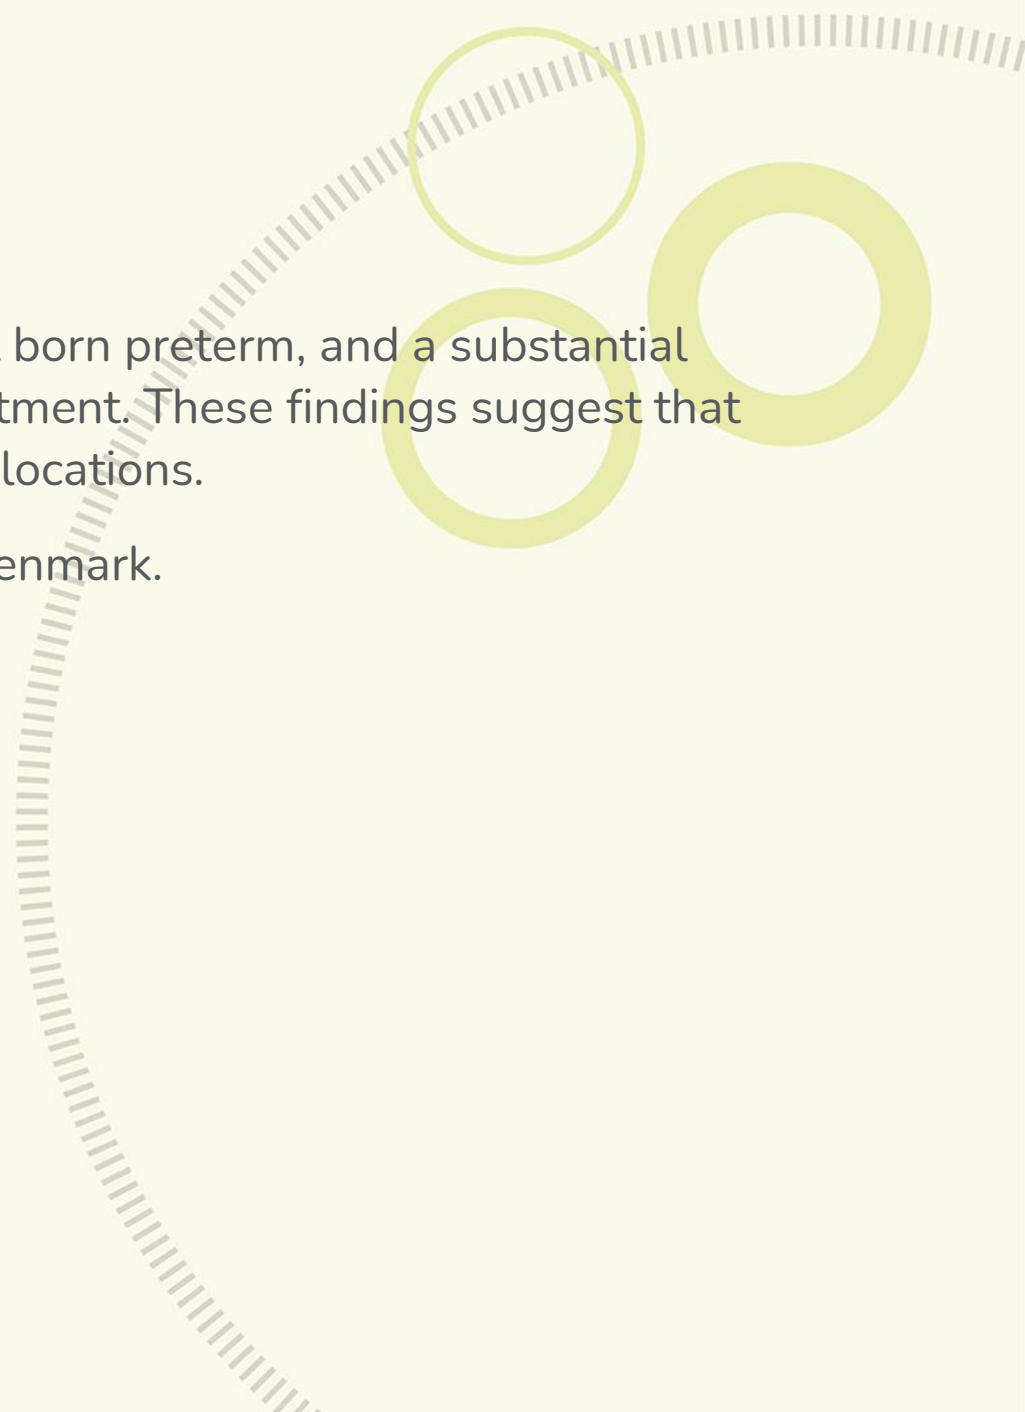 born preterm, and a substantial
tment. These findings suggest that
locations.
enmark.